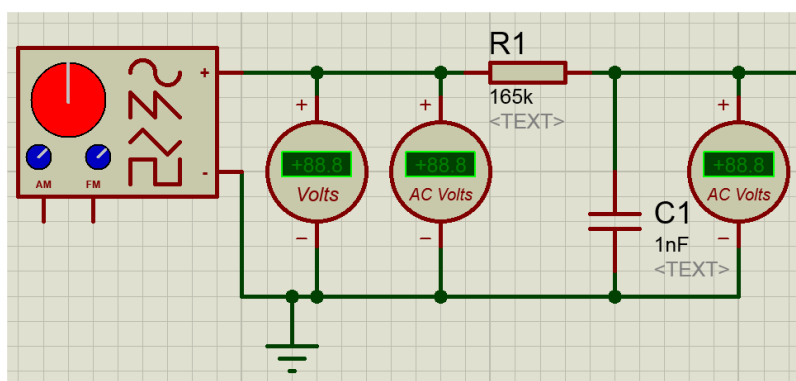 R1
165k
<TEXT>
+
-
AM
FM
+
+88.8
Volts
+
+88.8
AC Volts
C1
1nF
<TEXT>
+
+88.8
AC Volts